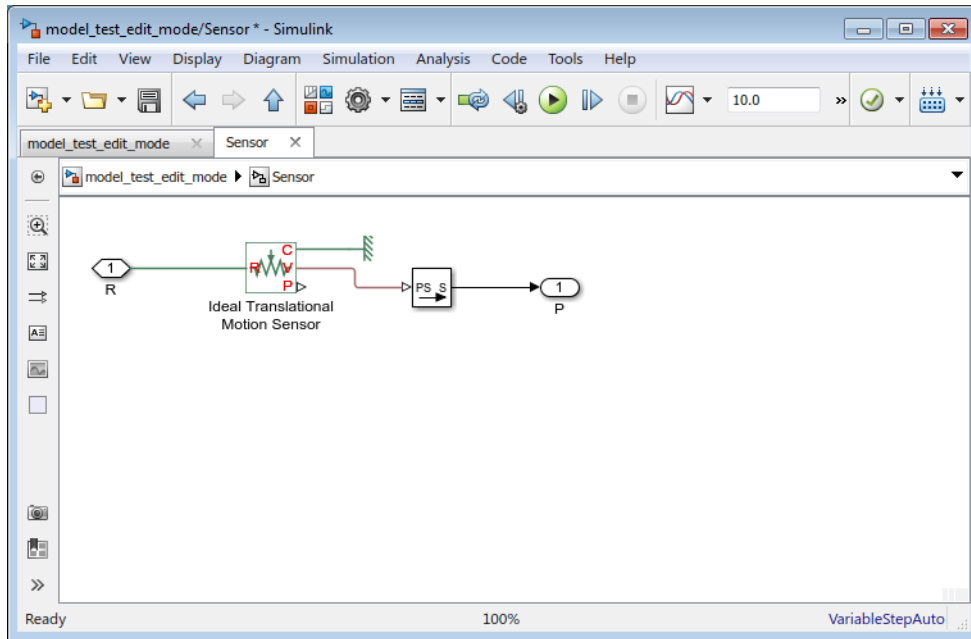 model_test_edit_mode/Sensor * - Simulink
File Edit View Display Diagram Simulation Analysis Code Tools Help
10.0 »
model_test_edit_mode Sensor
model_test_edit_mode Sensor
1
R
R
C
V
P
Ideal Translational
Motion Sensor
PS S
1
P
A
»
Ready 100% VariableStepAuto